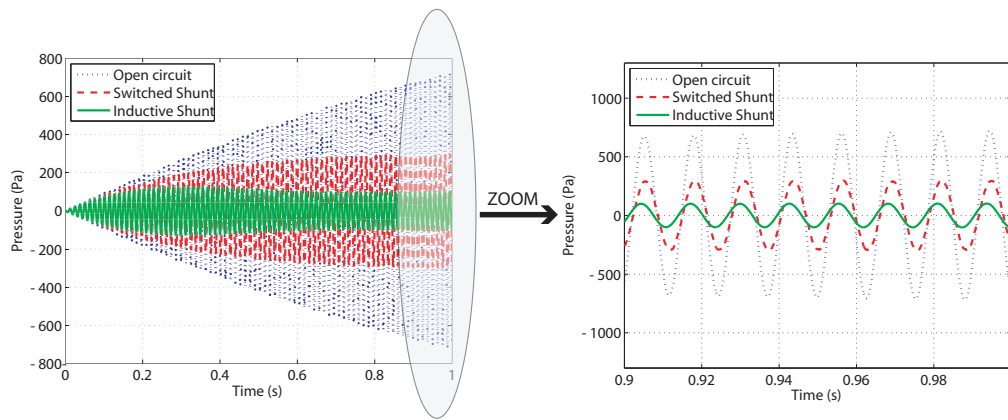 800
600
400
200
0
- 200
- 400
- 600
- 800
Pressure (Pa)
Open circuit
Switched Shunt
Inductive Shunt
0
0.2
0.4
0.6
0.8
1
Time (s)
ZOOM
1000
500
0
- 500
- 1000
Pressure (Pa)
Open circuit
Switched Shunt
Inductive Shunt
0.9
0.92
0.94
0.96
0.98
Time (s)